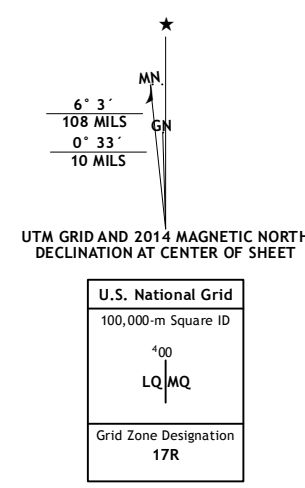 ★
MN.
6° 3´
108 MILS
GN
0° 33´
10 MILS
UTM GRID AND 2014 MAGNETIC NORTH
DECLINATION AT CENTER OF SHEET
U.S. National Grid
100,000-m Square ID
⁴00
LQ MQ
Grid Zone Designation
17R